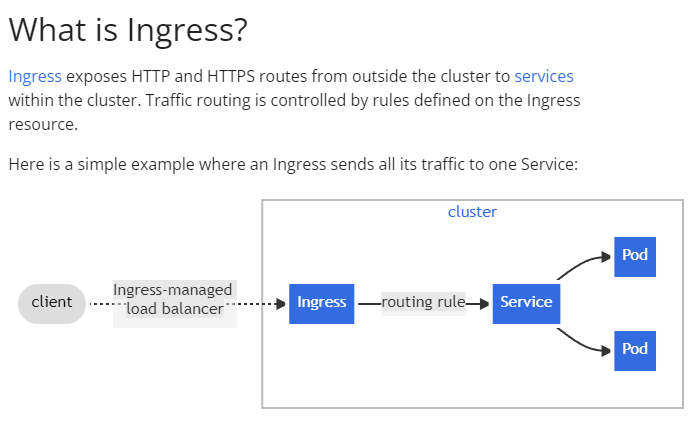 What is Ingress?
Ingress exposes HTTP and HTTPS routes from outside the cluster to services
within the cluster. Traffic routing is controlled by rules defined on the Ingress
resource.
Here is a simple example where an Ingress sends all its traffic to one Service:
cluster
client
Ingress-managed
load balancer
Ingress
routing rule
Service
Pod
Pod